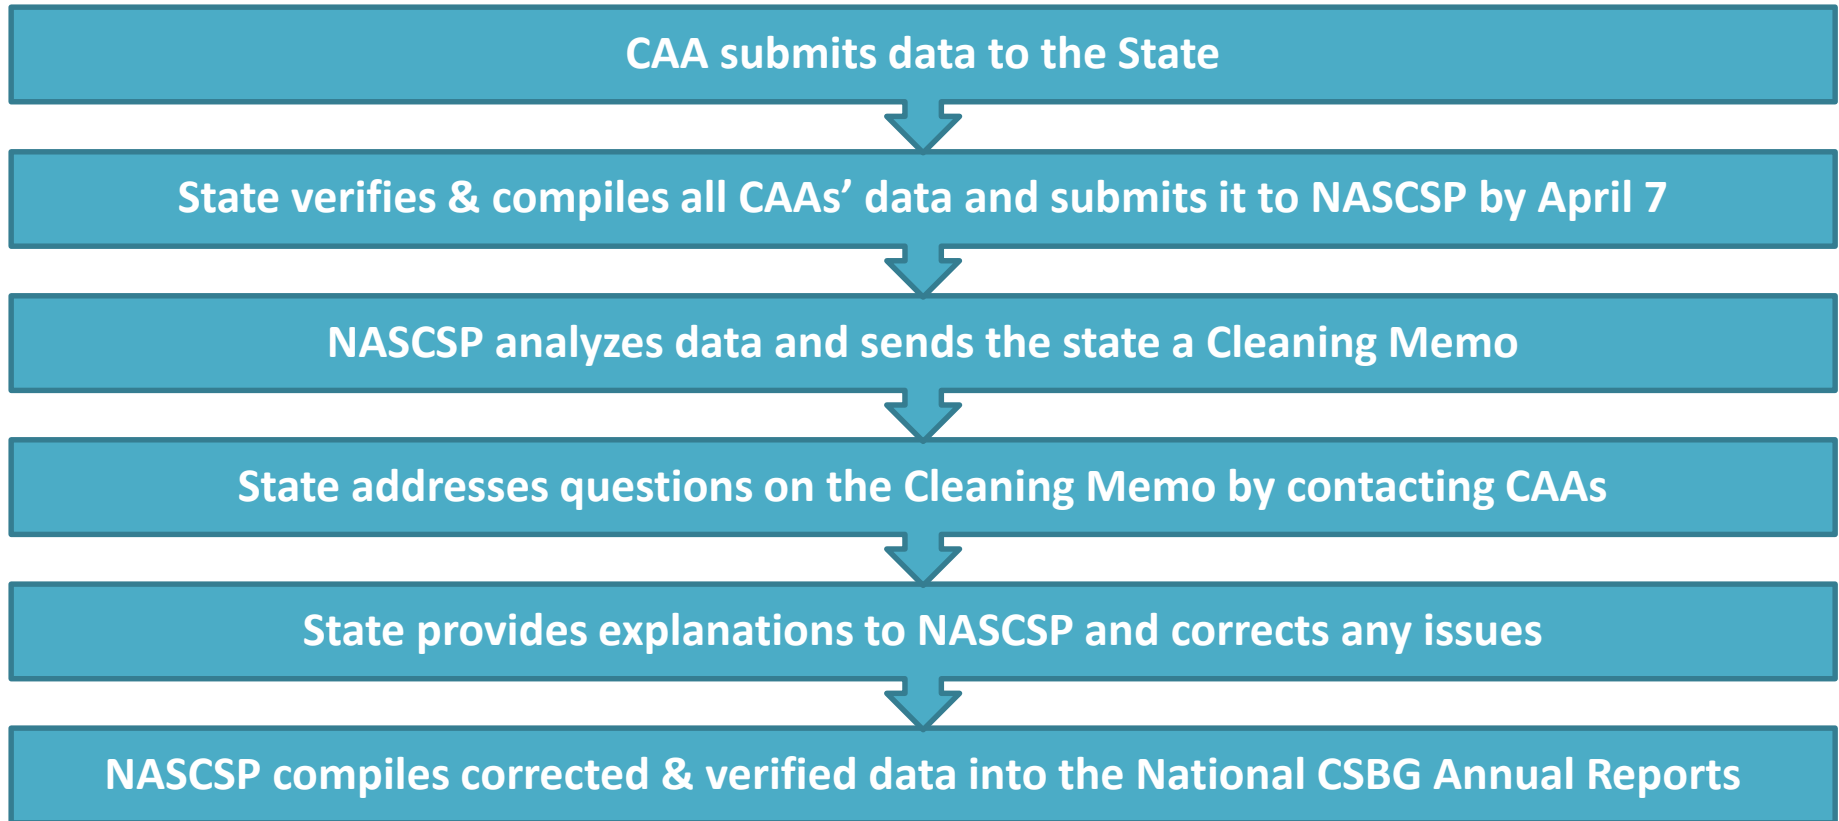 CAA submits data to the State
State verifies & compiles all CAAs’ data and submits it to NASCSP by April 7
NASCSP analyzes data and sends the state a Cleaning Memo
State addresses questions on the Cleaning Memo by contacting CAAs
State provides explanations to NASCSP and corrects any issues
NASCSP compiles corrected & verified data into the National CSBG Annual Reports